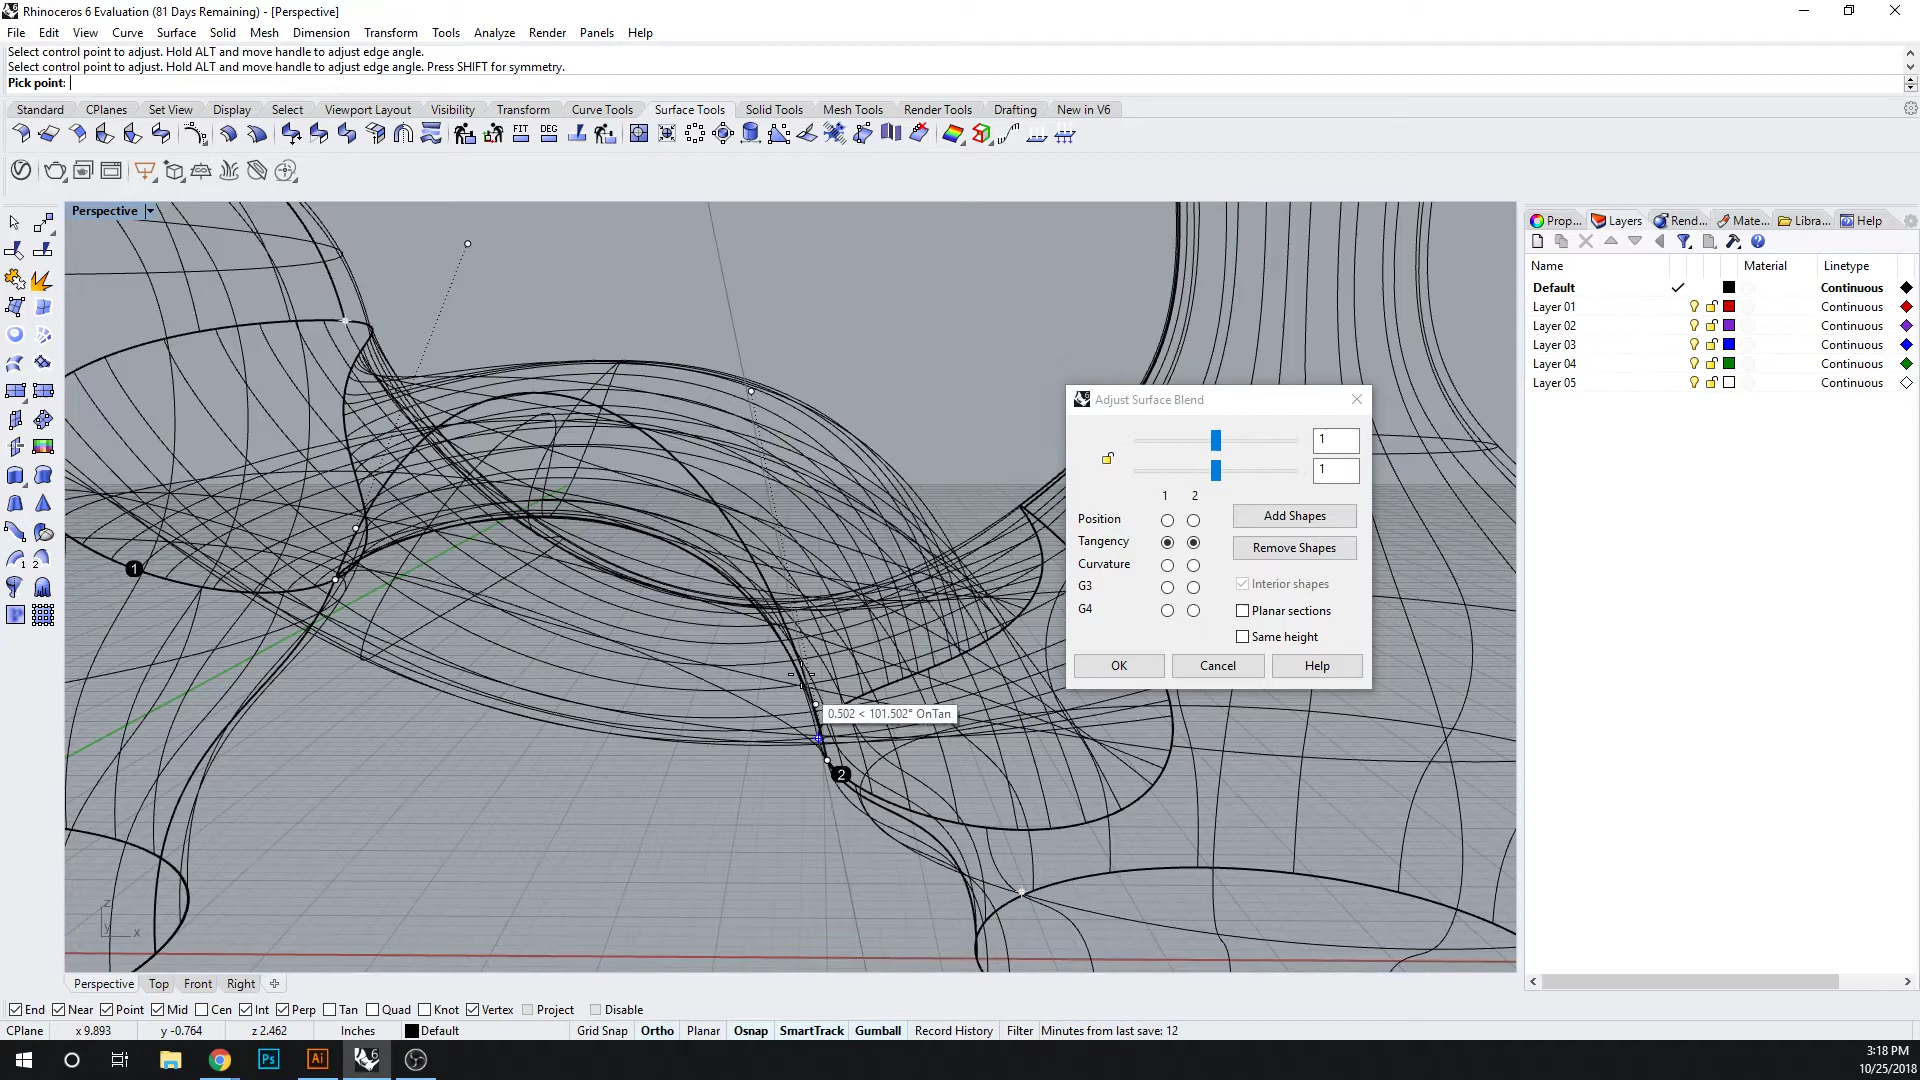 Rhinoceros 6 Evaluation (81 Days Remaining) - [Perspective]
File Edit View Curve Surface Solid Mesh Dimension Transform Tools Analyze Render Panels Help
Select control point to adjust. Hold ALT and move handle to adjust edge angle.
Select control point to adjust. Hold ALT and move handle to adjust edge angle. Press SHIFT for symmetry.
Pick point:
Standard CPlanes Set View Display Select Viewport Layout Visibility Transform Curve Tools Surface Tools Solid Tools Mesh Tools Render Tools Drafting New in V6
FIT DEG
Perspective
Prop... Layers Rend... Mate... Libra... Help
Name Material Linetype
Default Continuous
Layer 01 Continuous
Layer 02 Continuous
Layer 03 Continuous
Layer 04 Continuous
Layer 05 Continuous
Adjust Surface Blend
1
1
1 2
Position Add Shapes
Tangency Remove Shapes
Curvature
G3 Interior shapes
G4 Planar sections
Same height
OK Cancel Help
1
0.502 < 101.502° OnTan
2
z
y x
Perspective Top Front Right
End Near Point Mid Cen Int Perp Tan Quad Knot Vertex Project Disable
CPlane x 9.893 y -0.764 z 2.462 Inches Default Grid Snap Ortho Planar Osnap SmartTrack Gumball Record History Filter Minutes from last save: 12
Ps Ai 6
3:18 PM
10/25/2018